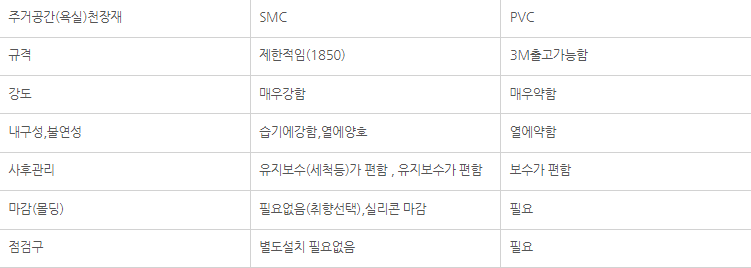 주거공간(욕실)천장재 SMC PVC
규격 제한적임(1850) 3M출고가능함
강도 매우강함 매우약함
내구성,불연성 습기에강함,열에양호 열에약함
사후관리 유지보수(세척등)가 편함 , 유지보수가 편함 보수가 편함
마감(몰딩) 필요없음(취향선택),실리콘 마감 필요
점검구 별도설치 필요없음 필요